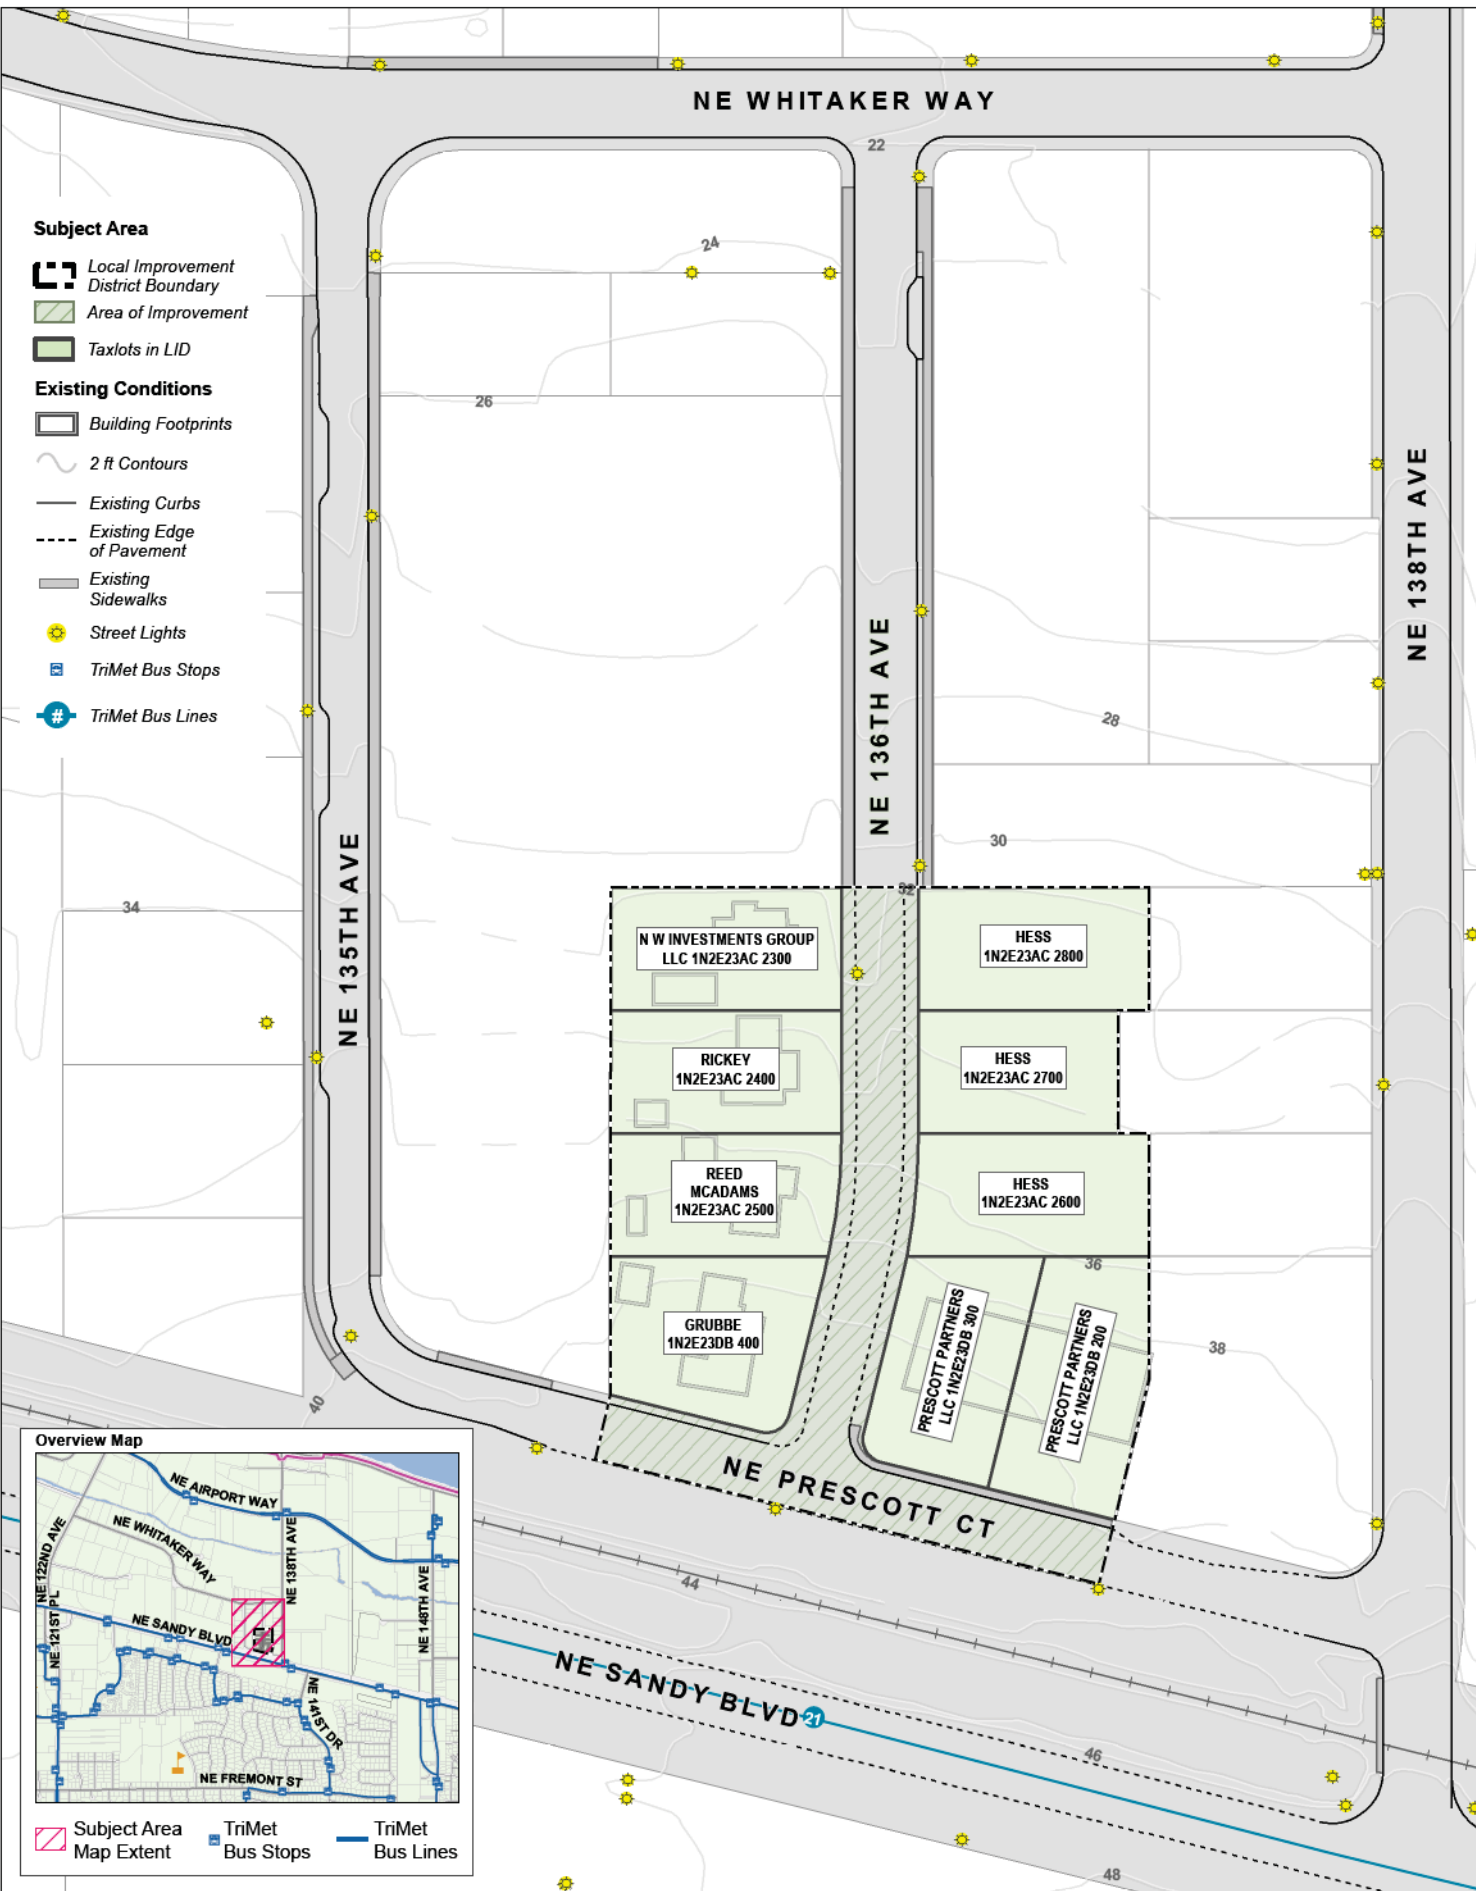 NE WHITAKER WAY
22
24
26
Subject Area
Local Improvement
District Boundary
Area of Improvement
Taxlots in LID
Existing Conditions
Building Footprints
2 ft Contours
Existing Curbs
Existing Edge
of Pavement
Existing
Sidewalks
Street Lights
TriMet Bus Stops
#
TriMet Bus Lines
NE 138TH AVE
NE 136TH AVE
28
30
32
34
NE 135TH AVE
N W INVESTMENTS GROUP
LLC 1N2E23AC 2300
HESS
1N2E23AC 2800
RICKEY
1N2E23AC 2400
HESS
1N2E23AC 2700
REED
MCADAMS
1N2E23AC 2500
HESS
1N2E23AC 2600
36
GRUBBE
1N2E23DB 400
PRESCOTT PARTNERS
LLC 1N2E23DB 300
PRESCOTT PARTNERS
LLC 1N2E23DB 200
38
40
NE PRESCOTT CT
44
NE SANDY BLVD
21
46
48
Overview Map
NE AIRPORT WAY
NE WHITAKER WAY
NE 122ND AVE
NE 138TH AVE
NE 148TH AVE
NE 121ST PL
NE SANDY BLVD
NE 141ST DR
NE FREMONT ST
Subject Area
Map Extent
TriMet
Bus Stops
TriMet
Bus Lines